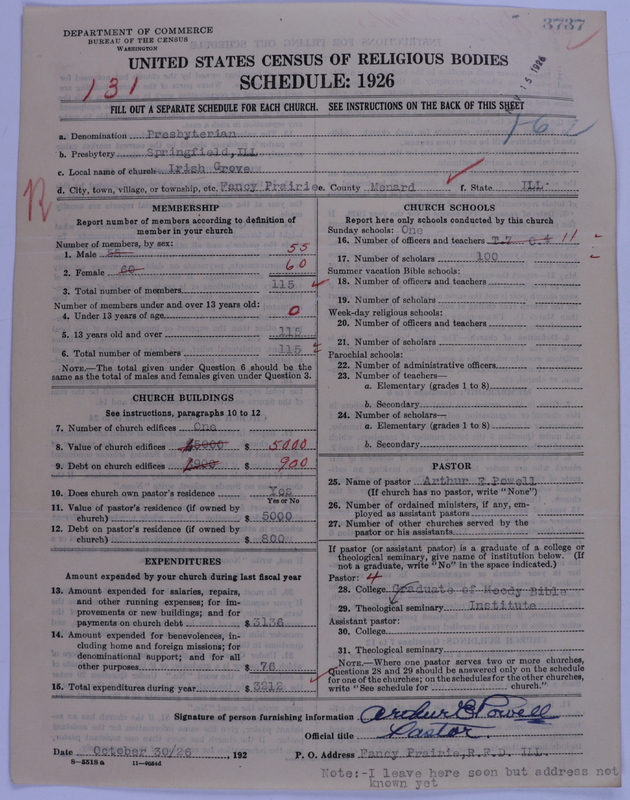 3737
DEPARTMENT OF COMMERCE
BUREAU OF THE CENSUS
WASHINGTON
UNITED STATES CENSUS OF RELIGIOUS BODIES
SCHEDULE: 1926
131
15 1926
FILL OUT A SEPARATE SCHEDULE FOR EACH CHURCH. SEE INSTRUCTIONS ON THE BACK OF THIS SHEET
a. Denomination Presbyterian
b. Presbytery Springfield, ILL
c. Local name of church Irish Grove
d. City, town, village, or township, etc. Fancy Prairie e. County Menard f. State ILL.
R
MEMBERSHIP
Report number of members according to definition of
member in your church
Number of members, by sex:
1. Male 55 55
2. Female 60 60
3. Total number of members 115
Number of members under and over 13 years old:
4. Under 13 years of age 0
5. 13 years old and over 115
6. Total number of members 115
NOTE.—The total given under Question 6 should be
same as the total of males and females given under Question 3.
CHURCH BUILDINGS
See instructions, paragraphs 10 to 12
7. Number of church edifices One
8. Value of church edifices $5000 $ 5000
9. Debt on church edifices $900 $ 900
10. Does church own pastor's residence Yes
Yes or No
11. Value of pastor's residence (if owned by
church) $ 5000
12. Debt on pastor's residence (if owned by
church) $ 800
EXPENDITURES
Amount expended by your church during last fiscal year
13. Amount expended for salaries, repairs,
and other running expenses; for im-
provements or new buildings; and for
payments on church debt $ 3136
14. Amount expended for benevolences, in-
cluding home and foreign missions; for
denominational support; and for all
other purposes $ 76
15. Total expenditures during year $ 3212
CHURCH SCHOOLS
Report here only schools conducted by this church
Sunday schools: One
16. Number of officers and teachers T.7 O.4 11
17. Number of scholars 100
Summer vacation Bible schools:
18. Number of officers and teachers
19. Number of scholars
Week-day religious schools:
20. Number of officers and teachers
21. Number of scholars
Parochial schools:
22. Number of administrative officers
23. Number of teachers—
a. Elementary (grades 1 to 8)
b. Secondary
24. Number of scholars—
a. Elementary (grades 1 to 8)
b. Secondary
PASTOR
25. Name of pastor Arthur E. Powell
(If church has no pastor, write "None")
26. Number of ordained ministers, if any, em-
ployed as assistant pastors
27. Number of other churches served by the
pastor or his assistants
If pastor (or assistant pastor) is a graduate of a college or
theological seminary, give name of institution below. (If
not a graduate, write "No" in the space indicated.)
Pastor: 4
28. College Graduate of Moody Bible
29. Theological seminary Institute
Assistant pastor:
30. College
31. Theological seminary
NOTE.—Where one pastor serves two or more churches,
Questions 28 and 29 should be answered only on the schedule
for one of the churches; on the schedules for the other churches,
write "See schedule for church."
Signature of person furnishing information Arthur E Powell
Official title Pastor
Date October 30/26, 192 P. O. Address Fancy Prairie, R.F.D. ILL.
8—5518 a 11—9056d
Note:-I leave here soon but address not
known yet